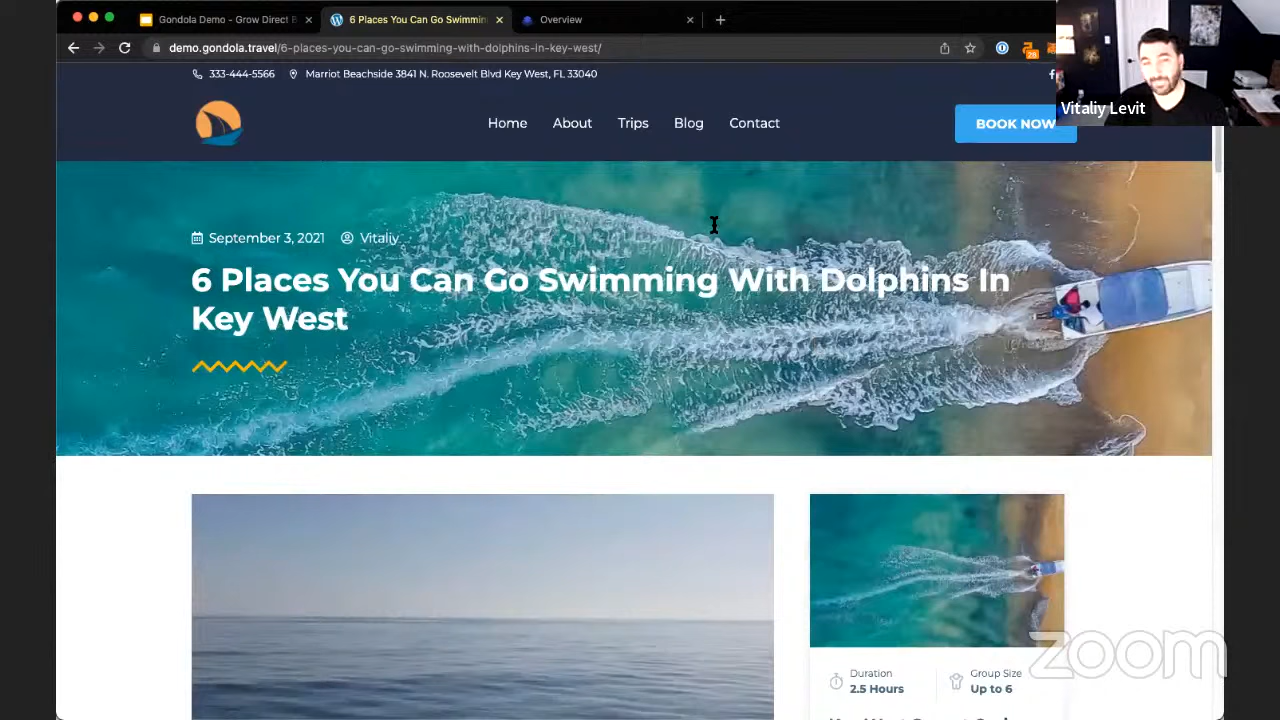 Gondola Demo - Grow Direct B
6 Places You Can Go Swimmin
Overview
demo.gondola.travel/6-places-you-can-go-swimming-with-dolphins-in-key-west/
28
333-444-5566
Marriot Beachside 3841 N. Roosevelt Blvd Key West, FL 33040
Vitaliy Levit
Home
About
Trips
Blog
Contact
BOOK NOW
September 3, 2021
Vitaliy
6 Places You Can Go Swimming With Dolphins In
Key West
Duration
2.5 Hours
Group Size
Up to 6
zoom